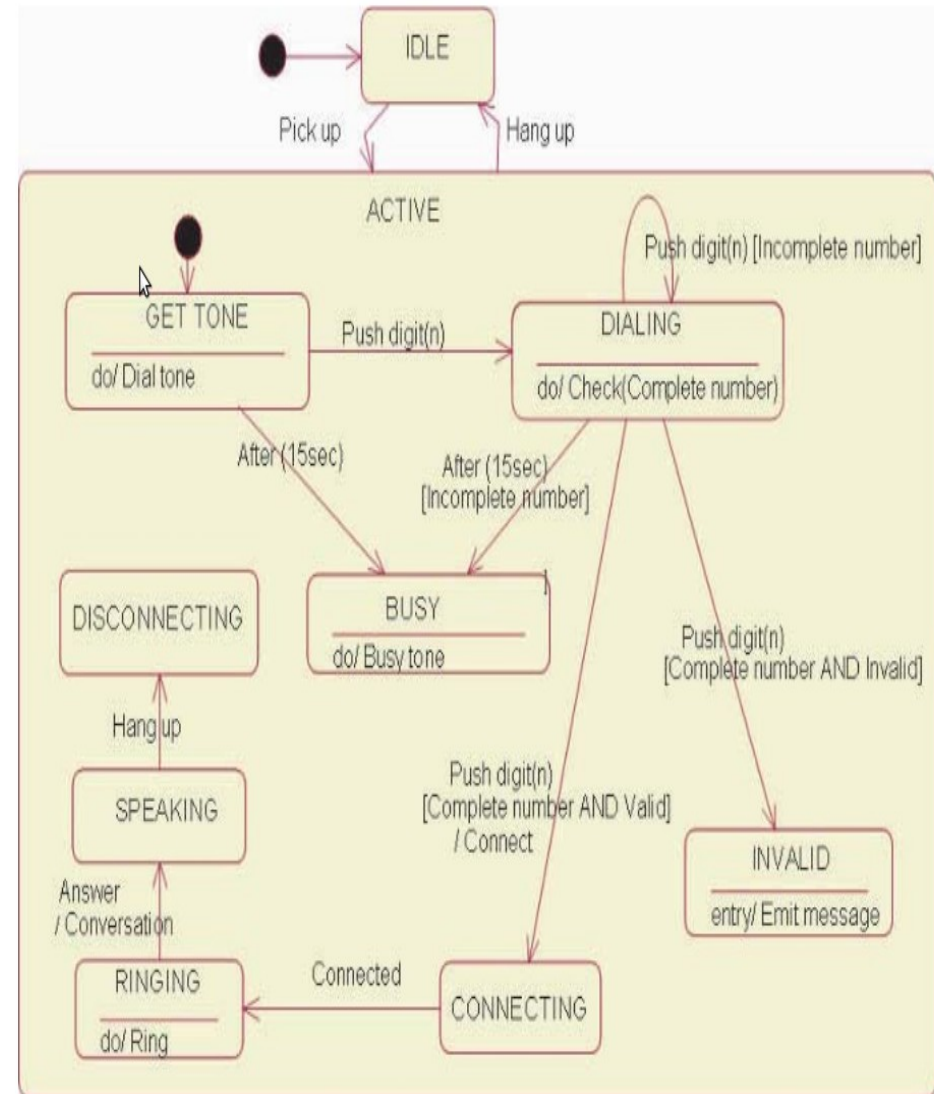 IDLE
Pick up
Hang up
ACTIVE
Push digit(n) [Incomplete number]
GET TONE
do/ Dial tone
Push digit(n)
DIALING
do/ Check(Complete number)
After (15sec)
After (15sec)
[Incomplete number]
BUSY
do/ Busy tone
DISCONNECTING
Hang up
SPEAKING
Answer
/ Conversation
RINGING
do/ Ring
Connected
CONNECTING
Push digit(n)
[Complete number AND Valid]
/ Connect
Push digit(n)
[Complete number AND Invalid]
INVALID
entry/ Emit message